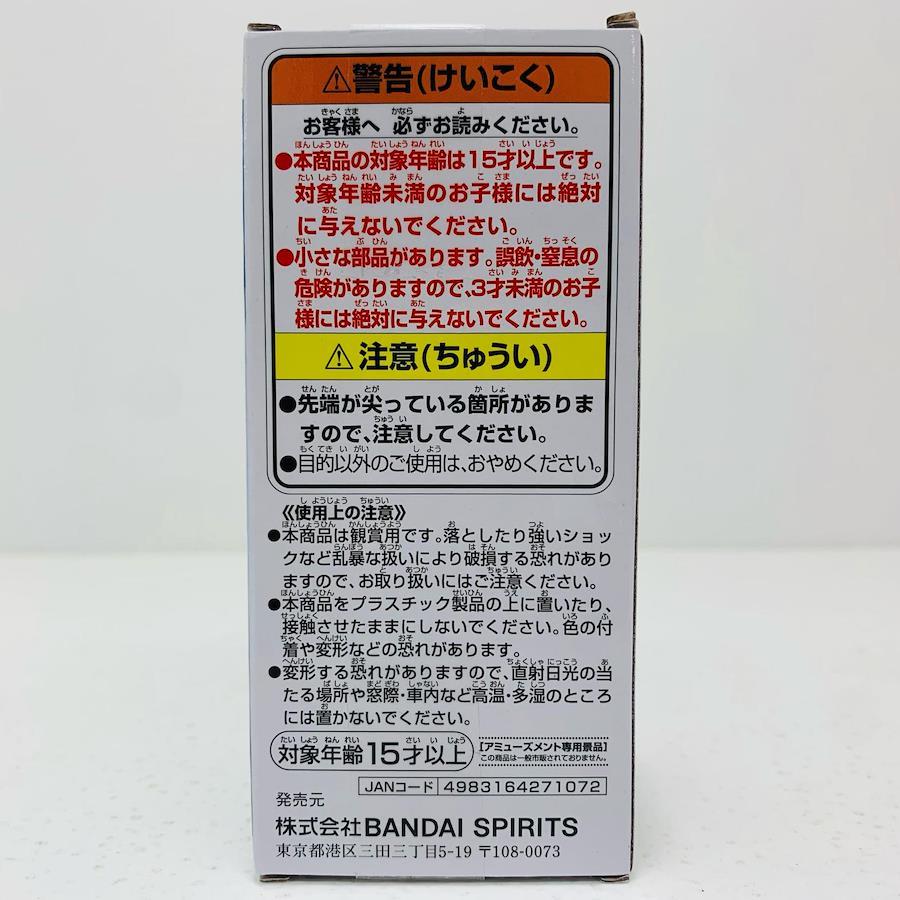 ⚠警告(けいこく)
お客様へ 必ずお読みください。
●本商品の対象年齢は15才以上です。
対象年齢未満のお子様には絶対
に与えないでください。
●小さな部品があります。誤飲・窒息の
危険がありますので、3才未満のお子
様には絶対に与えないでください。
⚠注意(ちゅうい)
●先端が尖っている箇所がありま
すので、注意してください。
●目的以外のご使用は、おやめください。
《使用上の注意》
●本商品は観賞用です。落としたり強いショッ
クなど乱暴な扱いにより破損する恐れがあり
ますので、お取り扱いにはご注意ください。
●本商品をプラスチック製品の上に置いたり、
接触させたままにしないでください。色の付
着や変形などの恐れがあります。
●変形する恐れがありますので、直射日光の当
たる場所や窓際・車内など高温・多湿のところ
には置かないでください。
対象年齢15才以上
【アミューズメント専用景品】
この商品は一般市販されておりません。
JANコード 4983164271072
発売元
株式会社BANDAI SPIRITS
東京都港区三田三丁目5-19 〒108-0073